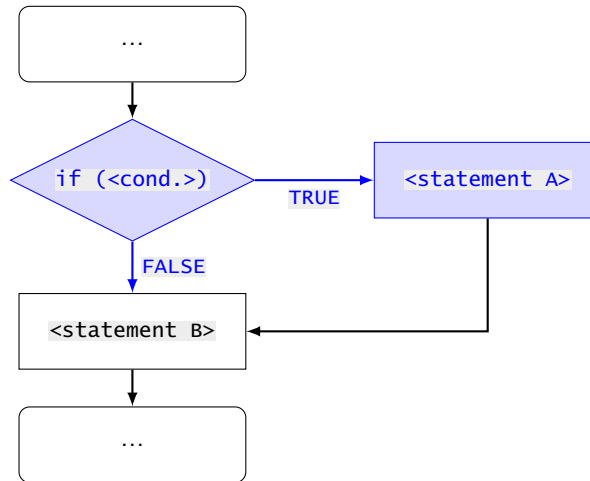 ...
if (<cond.>)
<statement A>
TRUE
FALSE
<statement B>
...